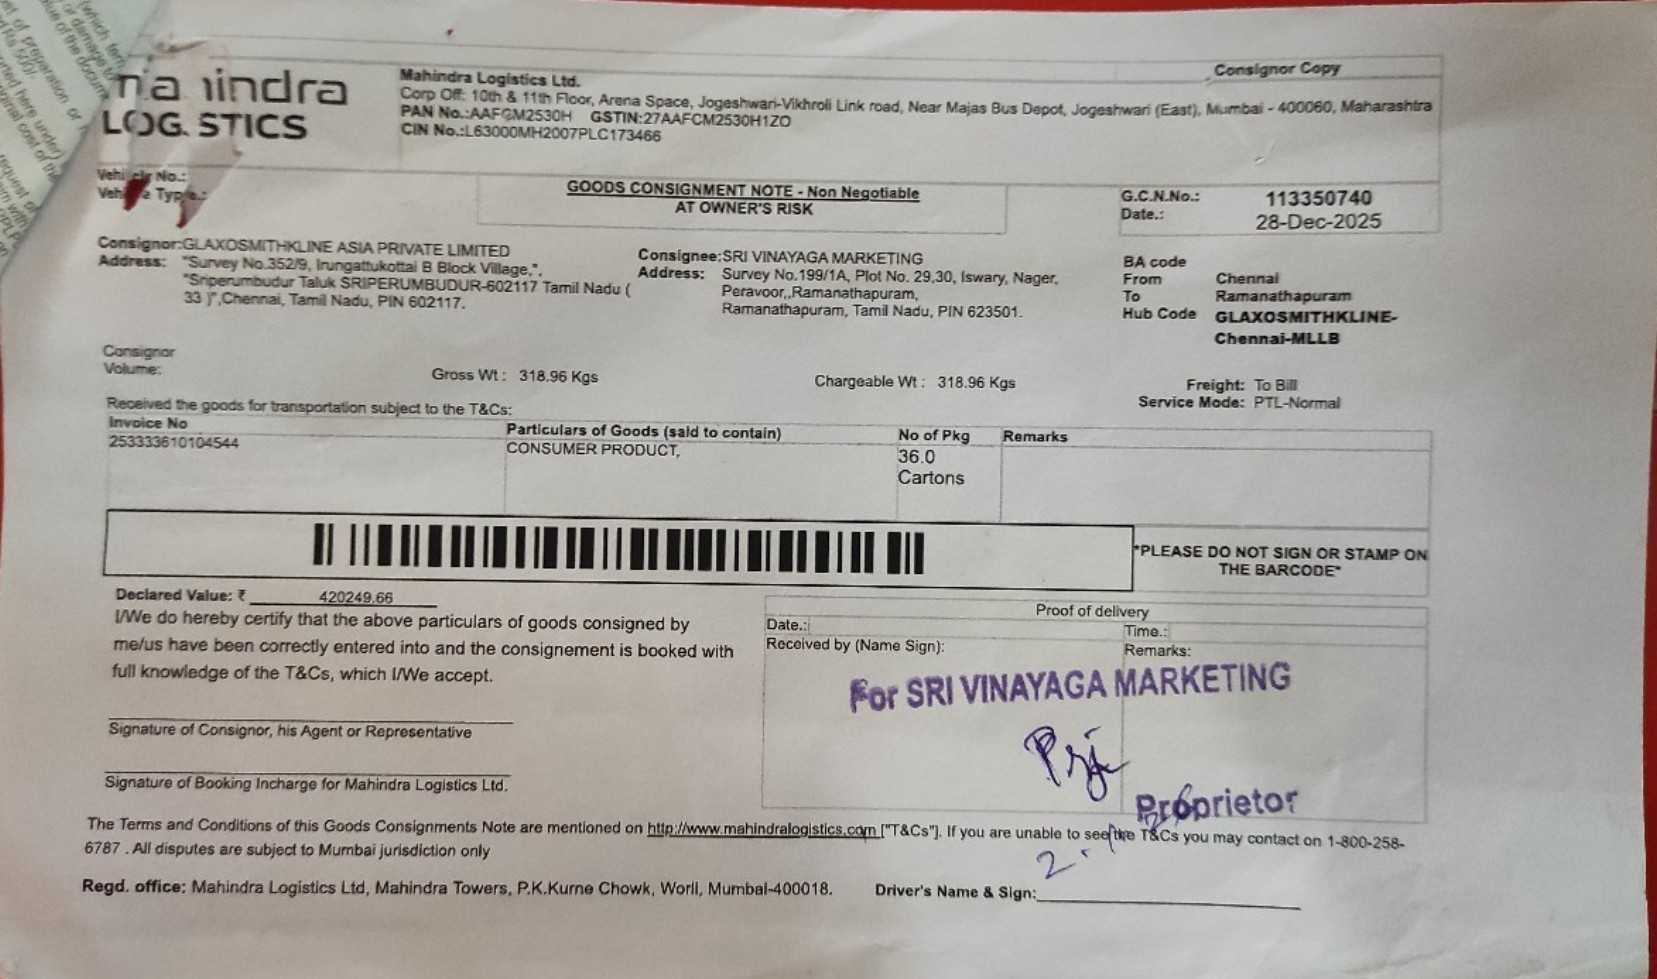 mahindra
LOGISTICS
Mahindra Logistics Ltd.
Corp Off: 10th & 11th Floor, Arena Space, Jogeshwari-Vikhroli Link road, Near Majas Bus Depot, Jogeshwari (East), Mumbai - 400060, Maharashtra
PAN No.:AAFCM2530H GSTIN:27AAFCM2530H1ZO
CIN No.:L63000MH2007PLC173466
Consignor Copy
Vehicle No.:
Vehicle Type.:
GOODS CONSIGNMENT NOTE - Non Negotiable
AT OWNER'S RISK
G.C.N.No.: 113350740
Date.: 28-Dec-2025
Consignor:GLAXOSMITHKLINE ASIA PRIVATE LIMITED
Address: "Survey No.352/9, Irungattukottai B Block Village,",
"Sriperumbudur Taluk SRIPERUMBUDUR-602117 Tamil Nadu (
33 )",Chennai, Tamil Nadu, PIN 602117.
Consignee:SRI VINAYAGA MARKETING
Address: Survey No.199/1A, Plot No. 29,30, Iswary, Nager,
Peravoor,,Ramanathapuram,
Ramanathapuram, Tamil Nadu, PIN 623501.
BA code
From Chennai
To Ramanathapuram
Hub Code GLAXOSMITHKLINE-
Chennai-MLLB
Consignor
Volume:
Gross Wt : 318.96 Kgs
Chargeable Wt : 318.96 Kgs
Freight: To Bill
Service Mode: PTL-Normal
Received the goods for transportation subject to the T&Cs:
Invoice No
253333610104544
Particulars of Goods (said to contain)
CONSUMER PRODUCT,
No of Pkg
36.0
Cartons
Remarks
*PLEASE DO NOT SIGN OR STAMP ON
THE BARCODE*
Declared Value: ₹ 420249.66
I/We do hereby certify that the above particulars of goods consigned by
me/us have been correctly entered into and the consignement is booked with
full knowledge of the T&Cs, which I/We accept.
Signature of Consignor, his Agent or Representative
Signature of Booking Incharge for Mahindra Logistics Ltd.
Proof of delivery
Date.:
Time.:
Received by (Name Sign):
Remarks:
For SRI VINAYAGA MARKETING
Proprietor
The Terms and Conditions of this Goods Consignments Note are mentioned on http://www.mahindralogistics.com ["T&Cs"]. If you are unable to see the T&Cs you may contact on 1-800-258-
6787 . All disputes are subject to Mumbai jurisdiction only
Regd. office: Mahindra Logistics Ltd, Mahindra Towers, P.K.Kurne Chowk, Worli, Mumbai-400018.
Driver's Name & Sign: